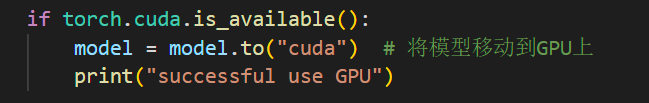 if torch.cuda.is_available():
model = model.to("cuda") # 将模型移动到GPU上
print("successful use GPU")